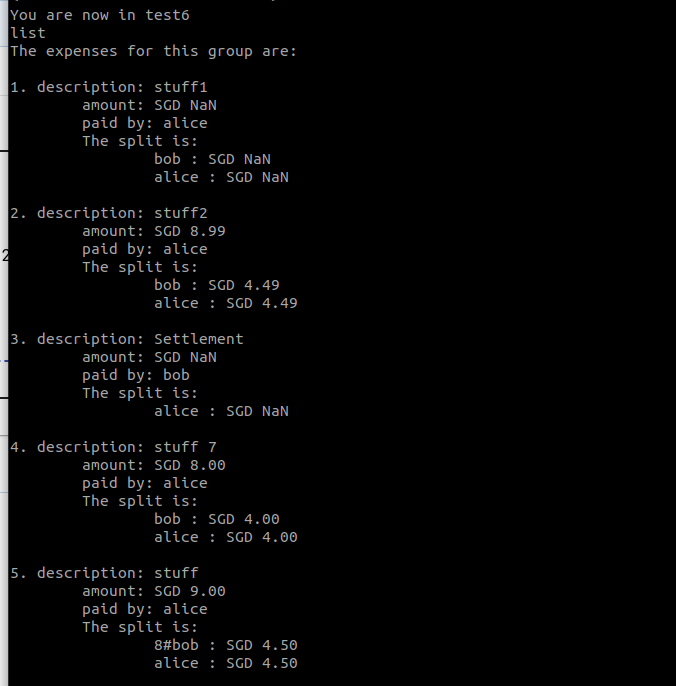 You are now in test6
list
The expenses for this group are:
1. description: stuff1
amount: SGD NaN
paid by: alice
The split is:
bob : SGD NaN
alice : SGD NaN
2. description: stuff2
amount: SGD 8.99
paid by: alice
The split is:
bob : SGD 4.49
alice : SGD 4.49
3. description: Settlement
amount: SGD NaN
paid by: bob
The split is:
alice : SGD NaN
4. description: stuff 7
amount: SGD 8.00
paid by: alice
The split is:
bob : SGD 4.00
alice : SGD 4.00
5. description: stuff
amount: SGD 9.00
paid by: alice
The split is:
8#bob : SGD 4.50
alice : SGD 4.50